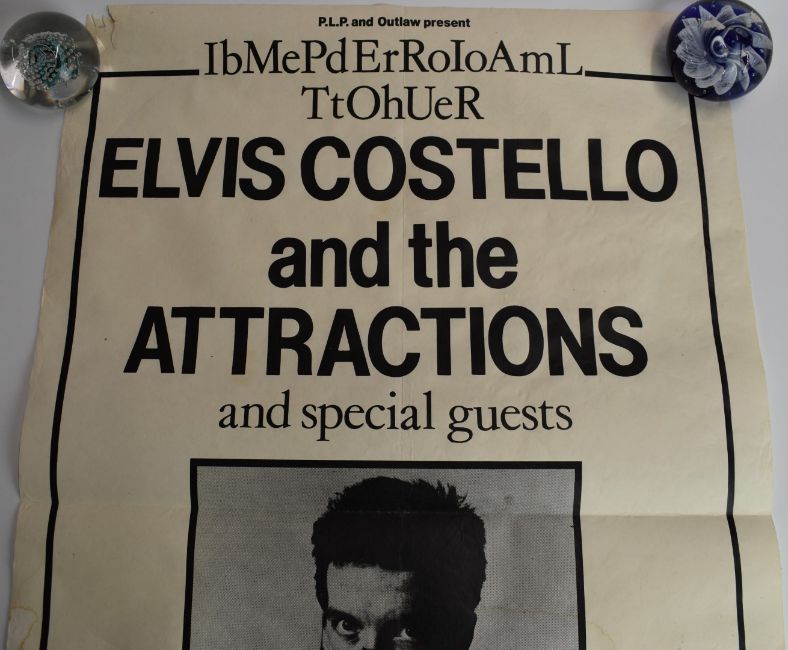 P.L.P. and Outlaw present
IbMePdErRoIoAmL
TtOhUeR
ELVIS COSTELLO
and the
ATTRACTIONS
and special guests